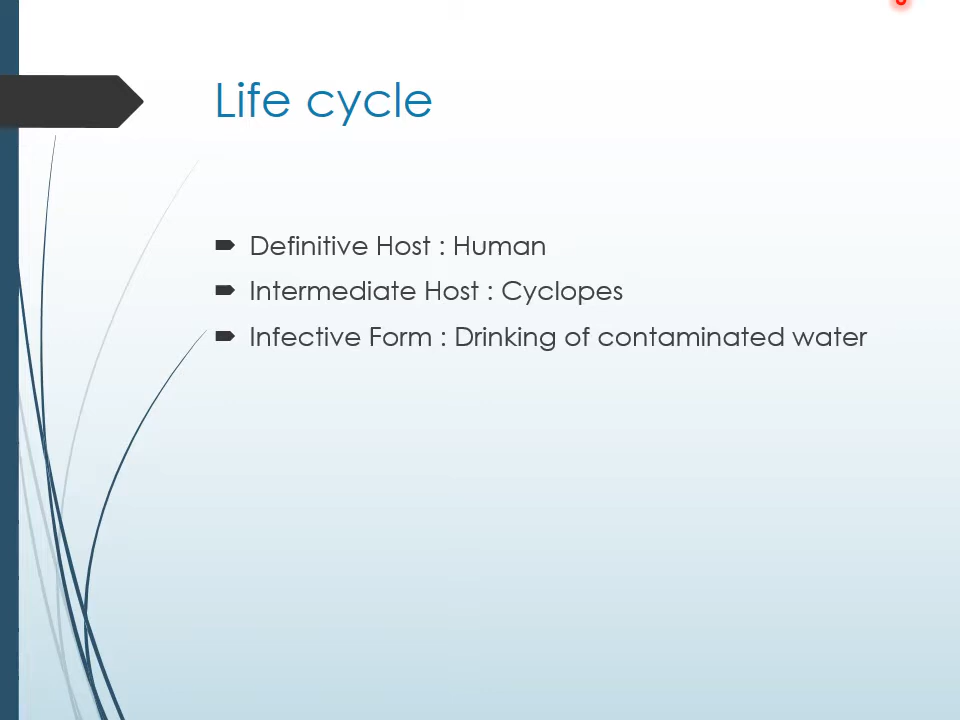 Life cycle
Definitive Host : Human
Intermediate Host : Cyclopes
Infective Form : Drinking of contaminated water